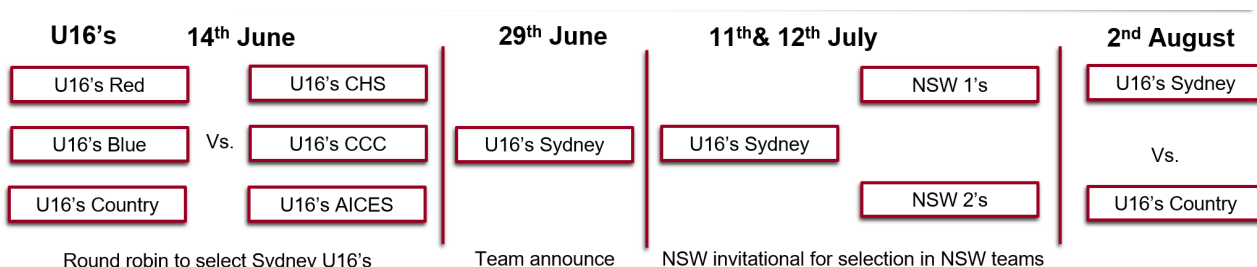 U16's 14th June 29th June 11th& 12th July 2nd August
U16's Red U16's CHS NSW 1's U16's Sydney
U16's Blue Vs. U16's CCC U16's Sydney U16's Sydney Vs.
U16's Country U16's AICES NSW 2's U16's Country
Round robin to select Sydney U16's Team announce NSW invitational for selection in NSW teams